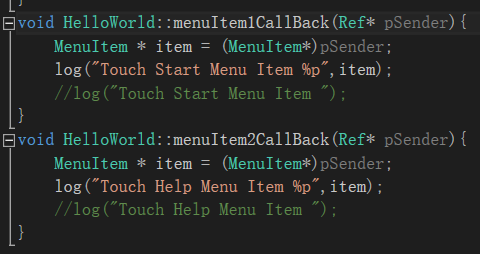 }
void HelloWorld::menuItem1CallBack(Ref* pSender){
MenuItem * item = (MenuItem*)pSender;
log("Touch Start Menu Item %p",item);
//log("Touch Start Menu Item ");
}
void HelloWorld::menuItem2CallBack(Ref* pSender){
MenuItem * item = (MenuItem*)pSender;
log("Touch Help Menu Item %p",item);
//log("Touch Help Menu Item ");
}